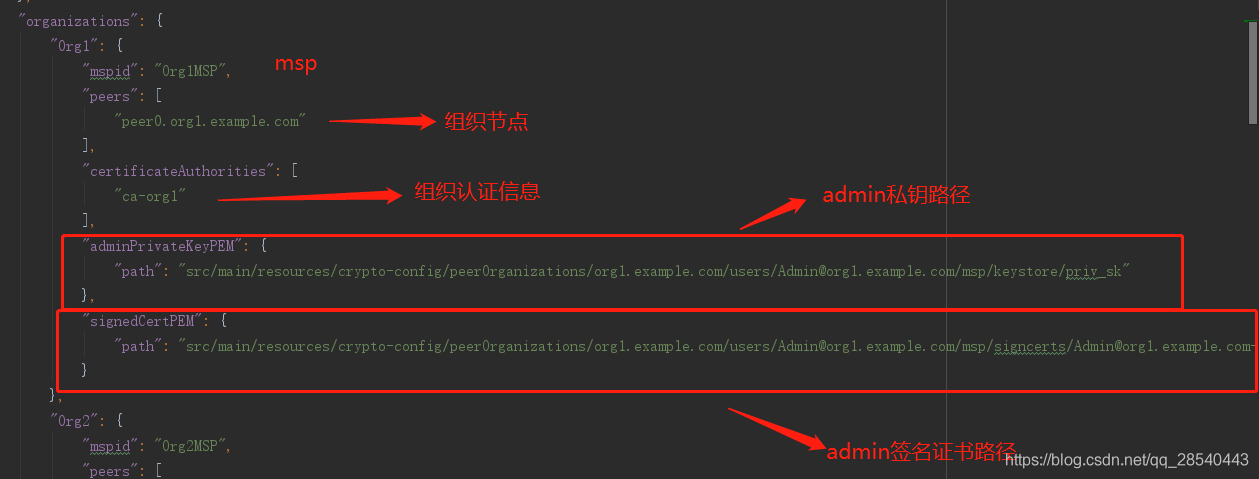 "organizations": {
"Org1": {
"mspid": "Org1MSP", msp
"peers": [
"peer0.org1.example.com" 组织节点
],
"certificateAuthorities": [
"ca-org1" 组织认证信息
],
admin私钥路径
"adminPrivateKeyPEM": {
"path": "src/main/resources/crypto-config/peerOrganizations/org1.example.com/users/Admin@org1.example.com/msp/keystore/priv_sk"
},
"signedCertPEM": {
"path": "src/main/resources/crypto-config/peerOrganizations/org1.example.com/users/Admin@org1.example.com/msp/signcerts/Admin@org1.example.com-
}
},
"Org2": {
"mspid": "Org2MSP",
admin签名证书路径
https://blog.csdn.net/qq_28540443
"peers": [